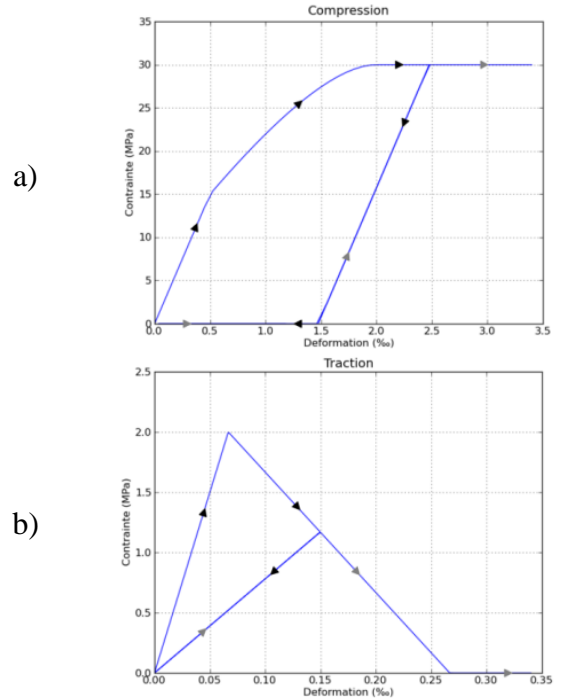 Compression
35
30
25
20
15
10
5
0
Contrainte (MPa)
a)
0 0.5 1.0 1.5 2.0 2.5 3.0 3.5
Deformation (‰)
Traction
2.5
2.0
1.5
1.0
0.5
0.0
Contrainte (MPa)
b)
0.00 0.05 0.10 0.15 0.20 0.25 0.30 0.35
Deformation (‰)